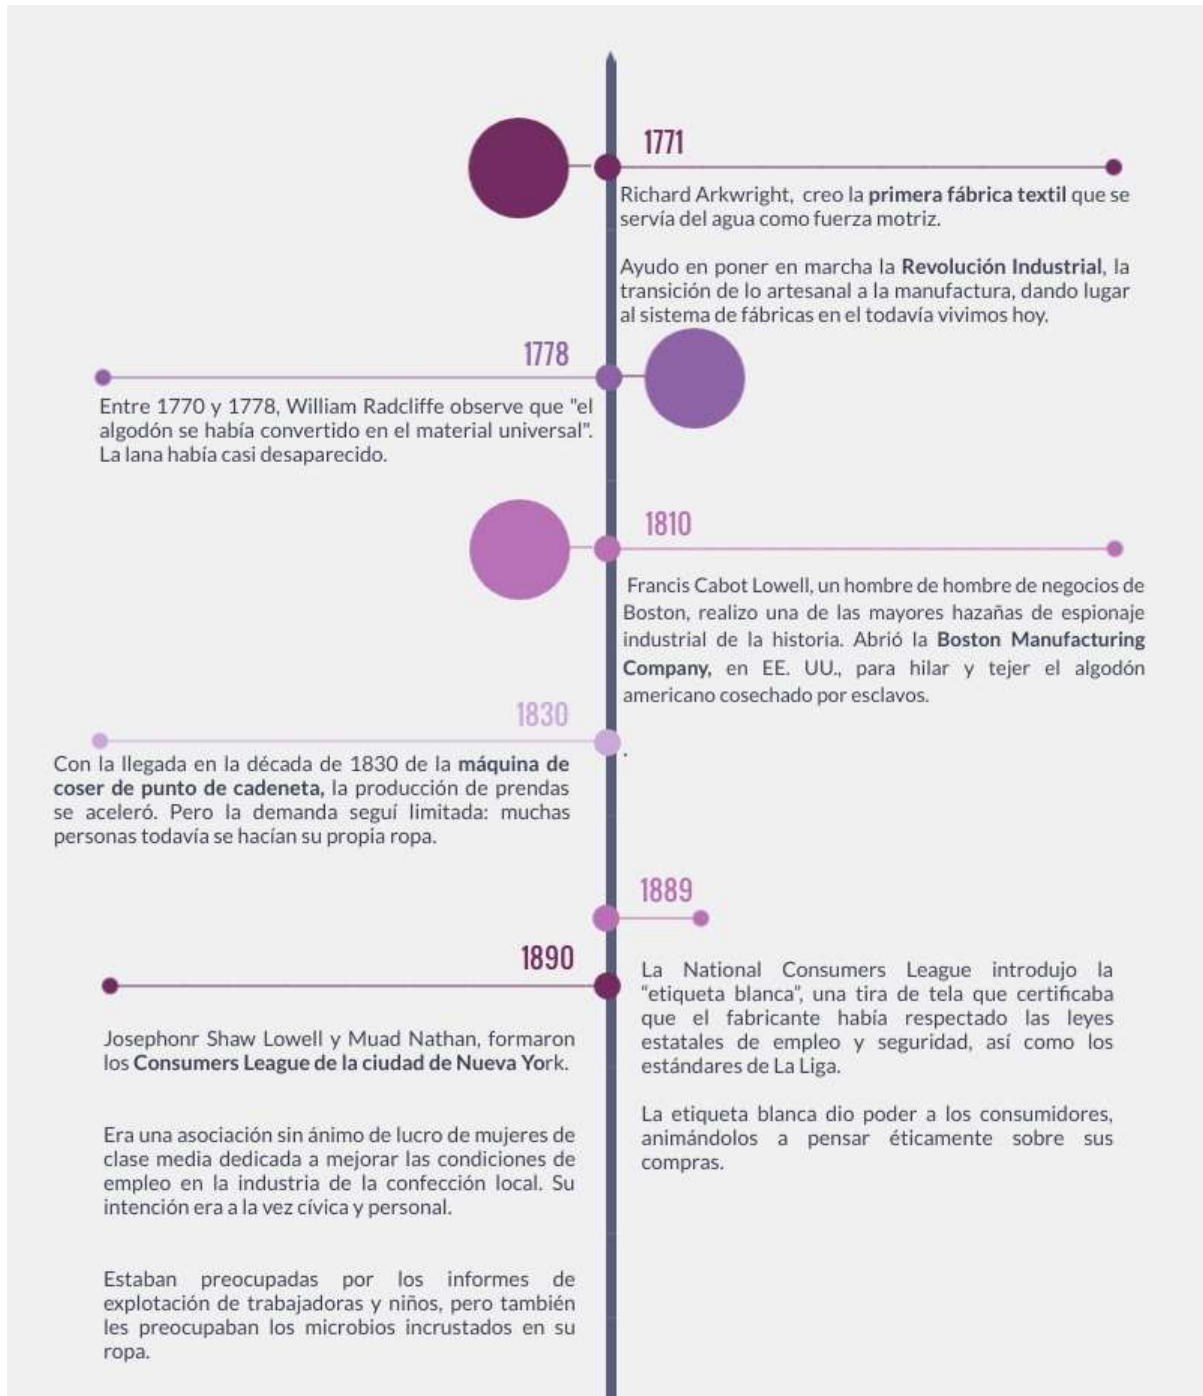 1771
Richard Arkwright, creo la primera fábrica textil que se
servía del agua como fuerza motriz.
Ayudo en poner en marcha la Revolución Industrial, la
transición de lo artesanal a la manufactura, dando lugar
al sistema de fábricas en el todavía vivimos hoy.
1778
Entre 1770 y 1778, William Radcliffe observe que "el
algodón se había convertido en el material universal".
La lana había casi desaparecido.
1810
Francis Cabot Lowell, un hombre de hombre de negocios de
Boston, realizo una de las mayores hazañas de espionaje
industrial de la historia. Abrió la Boston Manufacturing
Company, en EE. UU., para hilar y tejer el algodón
americano cosechado por esclavos.
1830
.
Con la llegada en la década de 1830 de la máquina de
coser de punto de cadeneta, la producción de prendas
se aceleró. Pero la demanda seguí limitada: muchas
personas todavía se hacían su propia ropa.
1889
La National Consumers League introdujo la
“etiqueta blanca”, una tira de tela que certificaba
que el fabricante había respectado las leyes
estatales de empleo y seguridad, así como los
estándares de La Liga.
La etiqueta blanca dio poder a los consumidores,
animándolos a pensar éticamente sobre sus
compras.
1890
Josephonr Shaw Lowell y Muad Nathan, formaron
los Consumers League de la ciudad de Nueva York.
Era una asociación sin ánimo de lucro de mujeres de
clase media dedicada a mejorar las condiciones de
empleo en la industria de la confección local. Su
intención era a la vez cívica y personal.
Estaban preocupadas por los informes de
explotación de trabajadoras y niños, pero también
les preocupaban los microbios incrustados en su
ropa.